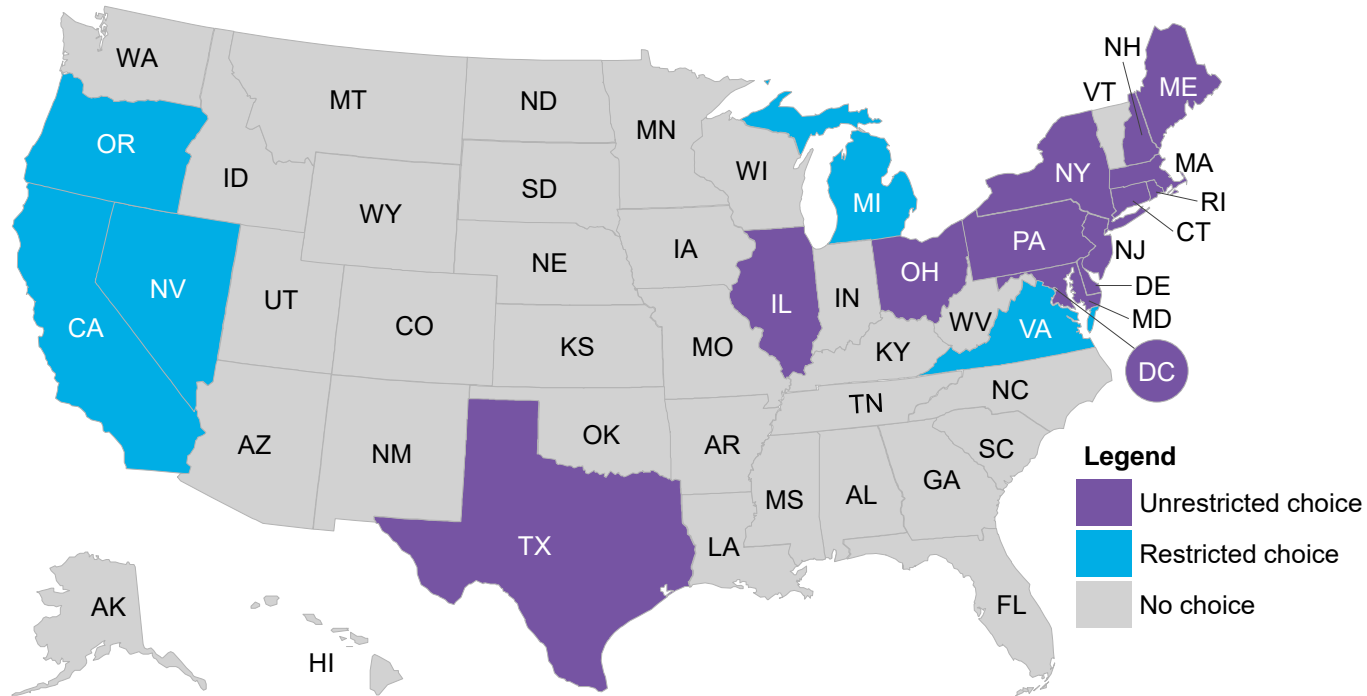 NH
WA
VT
ME
MT
ND
MN
OR
MA
ID
WI
NY
SD
MI
RI
WY
CT
PA
NJ
IA
NE
OH
DE
NV
IL
IN
UT
MD
CA
CO
WV
VA
KS
MO
KY
DC
NC
TN
OK
AZ
AR
NM
SC
Legend
GA
MS
AL
Unrestricted choice
TX
LA
Restricted choice
AK
FL
No choice
HI